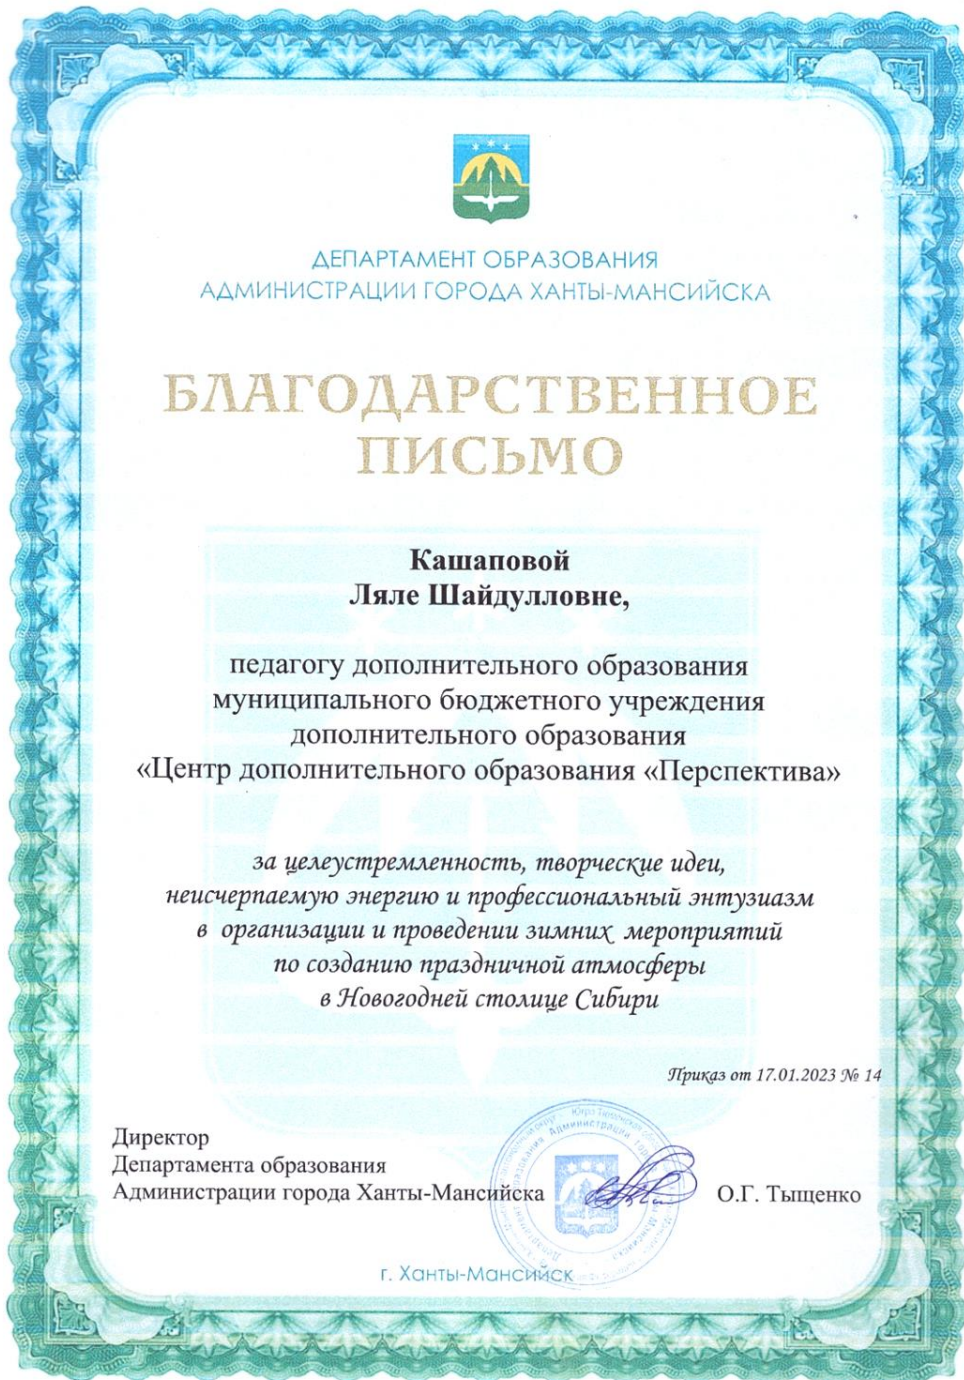 ДЕПАРТАМЕНТ ОБРАЗОВАНИЯ
АДМИНИСТРАЦИИ ГОРОДА ХАНТЫ-МАНСИЙСКА
БЛАГОДАРСТВЕННОЕ
ПИСЬМО
Кашаповой
Ляле Шайдулловне,
педагогу дополнительного образования
муниципального бюджетного учреждения
дополнительного образования
«Центр дополнительного образования «Перспектива»
за целеустремленность, творческие идеи,
неисчерпаемую энергию и профессиональный энтузиазм
в организации и проведении зимних мероприятий
по созданию праздничной атмосферы
в Новогодней столице Сибири
Приказ от 17.01.2023 № 14
Директор
Департамента образования
Администрации города Ханты-Мансийска
О.Г. Тыщенко
г. Ханты-Мансийск